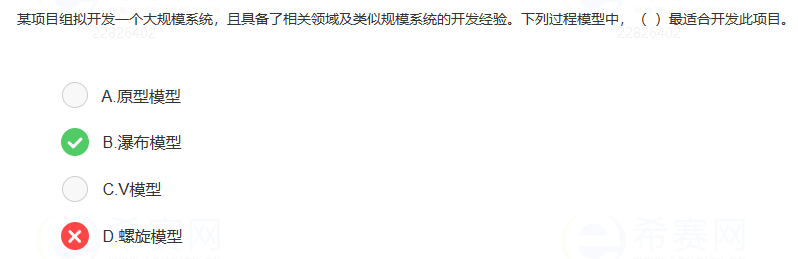 某项目组拟开发一个大规模系统，且具备了相关领域及类似规模系统的开发经验。下列过程模型中，（ ）最适合开发此项目。
22826402
22826402
A.原型模型
B.瀑布模型
C.V模型
D.螺旋模型
希赛网
希赛网